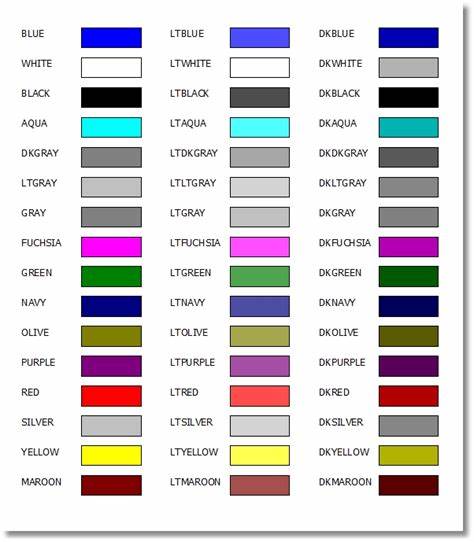 BLUE LTBLUE DKBLUE
WHITE LTWHITE DKWHITE
BLACK LTBLACK DKBLACK
AQUA LTAQUA DKAQUA
DKGRAY LTDKGRAY DKDKGRAY
LTGRAY LTLTGRAY DKLTGRAY
GRAY LTGRAY DKGRAY
FUCHSIA LTFUCHSIA DKFUCHSIA
GREEN LTGREEN DKGREEN
NAVY LTNAVY DKNAVY
OLIVE LTOLIVE DKOLIVE
PURPLE LTPURPLE DKPURPLE
RED LTRED DKRED
SILVER LTSILVER DKSILVER
YELLOW LTYELLOW DKYELLOW
MAROON LTMAROON DKMAROON